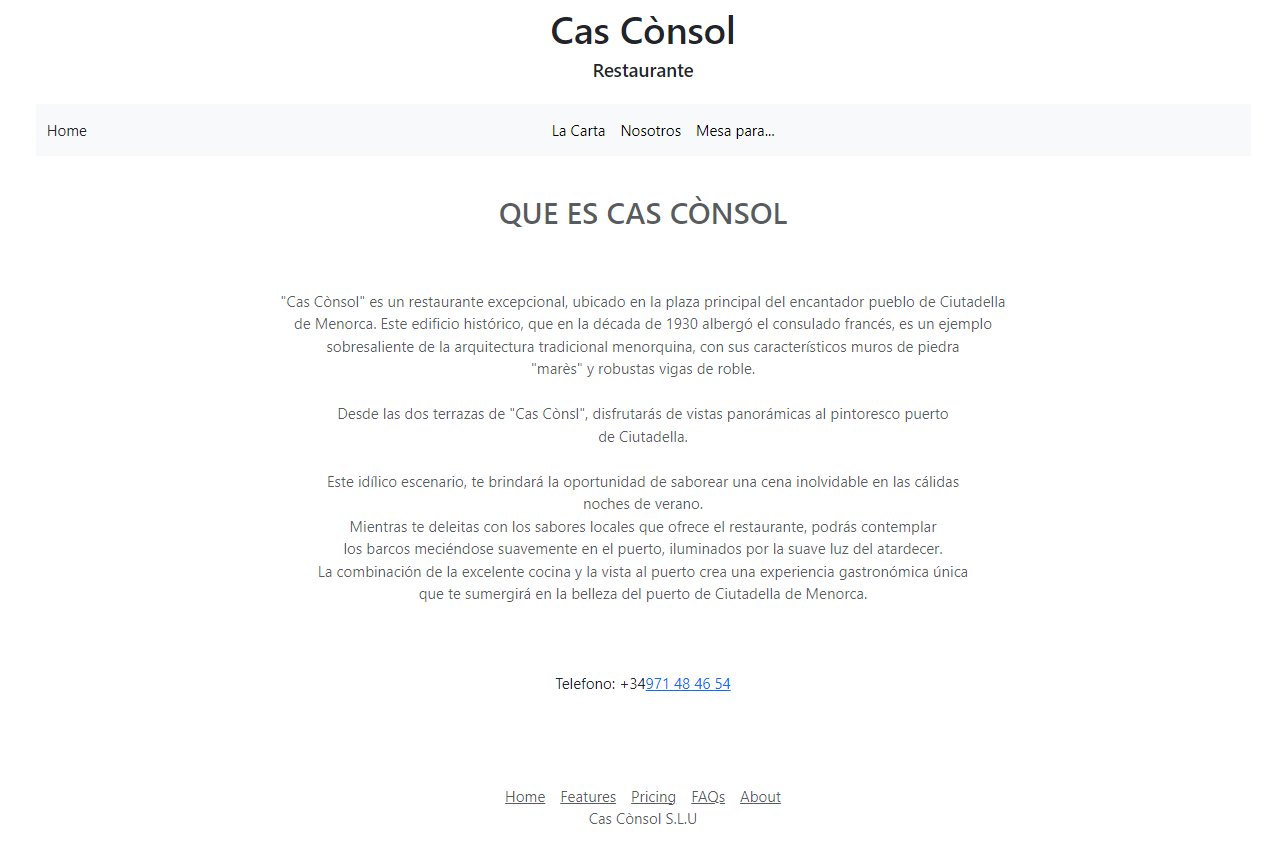 Cas Cònsol
Restaurante
Home La Carta Nosotros Mesa para...
QUE ES CAS CÒNSOL
"Cas Cònsol" es un restaurante excepcional, ubicado en la plaza principal del encantador pueblo de Ciutadella
de Menorca. Este edificio histórico, que en la década de 1930 albergó el consulado francés, es un ejemplo
sobresaliente de la arquitectura tradicional menorquina, con sus característicos muros de piedra
"marès" y robustas vigas de roble.
Desde las dos terrazas de "Cas Cònsl", disfrutarás de vistas panorámicas al pintoresco puerto
de Ciutadella.
Este idílico escenario, te brindará la oportunidad de saborear una cena inolvidable en las cálidas
noches de verano.
Mientras te deleitas con los sabores locales que ofrece el restaurante, podrás contemplar
los barcos meciéndose suavemente en el puerto, iluminados por la suave luz del atardecer.
La combinación de la excelente cocina y la vista al puerto crea una experiencia gastronómica única
que te sumergirá en la belleza del puerto de Ciutadella de Menorca.
Telefono: +34971 48 46 54
Home Features Pricing FAQs About
Cas Cònsol S.L.U